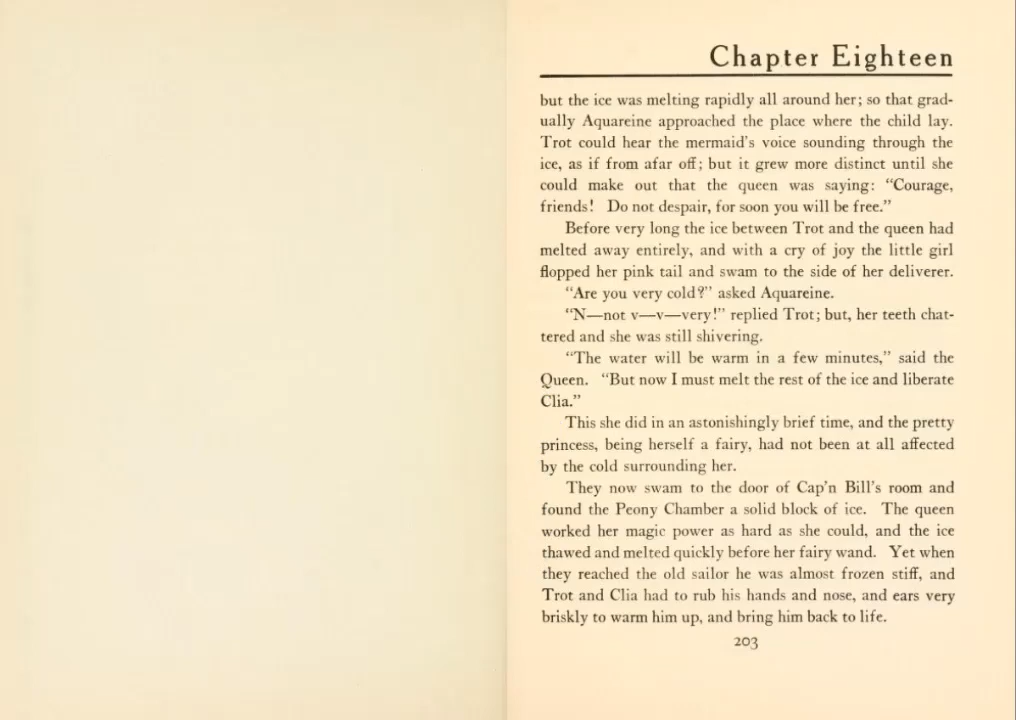 Chapter Eighteen
but the ice was melting rapidly all around her; so that grad-
ually Aquareine approached the place where the child lay.
Trot could hear the mermaid's voice sounding through the
ice, as if from afar off; but it grew more distinct until she
could make out that the queen was saying: “Courage,
friends! Do not despair, for soon you will be free.”
Before very long the ice between Trot and the queen had
melted away entirely, and with a cry of joy the little girl
flopped her pink tail and swam to the side of her deliverer.
“Are you very cold?” asked Aquareine.
“N—not v—v—very!” replied Trot; but, her teeth chat-
tered and she was still shivering.
“The water will be warm in a few minutes,” said the
Queen. “But now I must melt the rest of the ice and liberate
Clia.”
This she did in an astonishingly brief time, and the pretty
princess, being herself a fairy, had not been at all affected
by the cold surrounding her.
They now swam to the door of Cap'n Bill's room and
found the Peony Chamber a solid block of ice. The queen
worked her magic power as hard as she could, and the ice
thawed and melted quickly before her fairy wand. Yet when
they reached the old sailor he was almost frozen stiff, and
Trot and Clia had to rub his hands and nose, and ears very
briskly to warm him up, and bring him back to life.
203